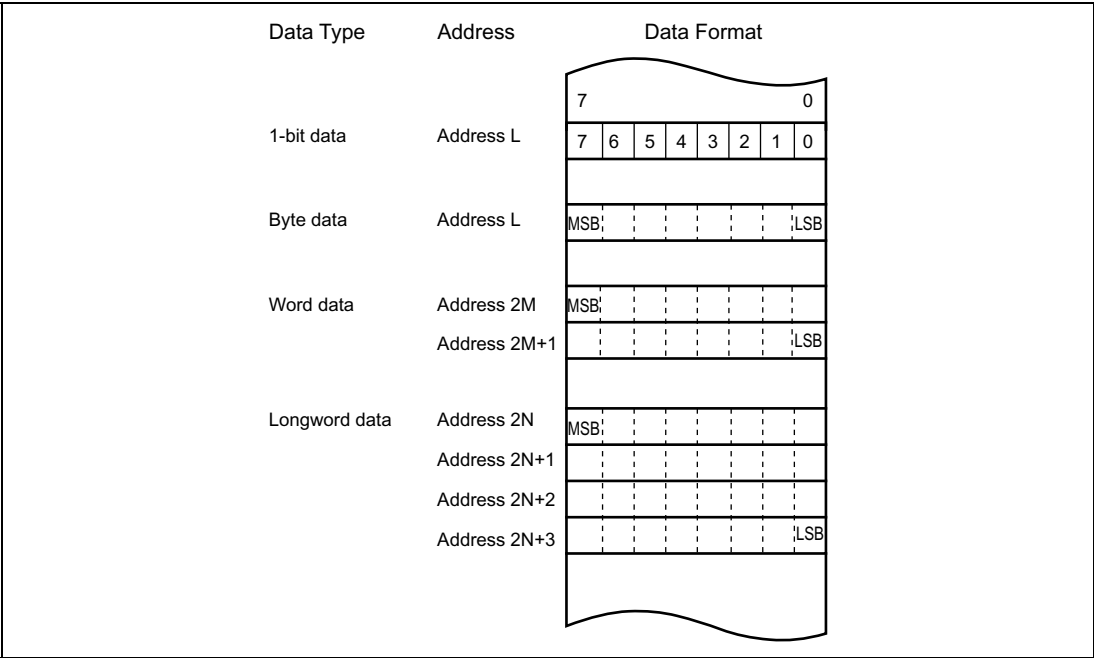 Data Type Address Data Format
7 0
1-bit data Address L 7 6 5 4 3 2 1 0
Byte data Address L MSB LSB
Word data Address 2M MSB
Address 2M+1 LSB
Longword data Address 2N MSB
Address 2N+1
Address 2N+2
Address 2N+3 LSB